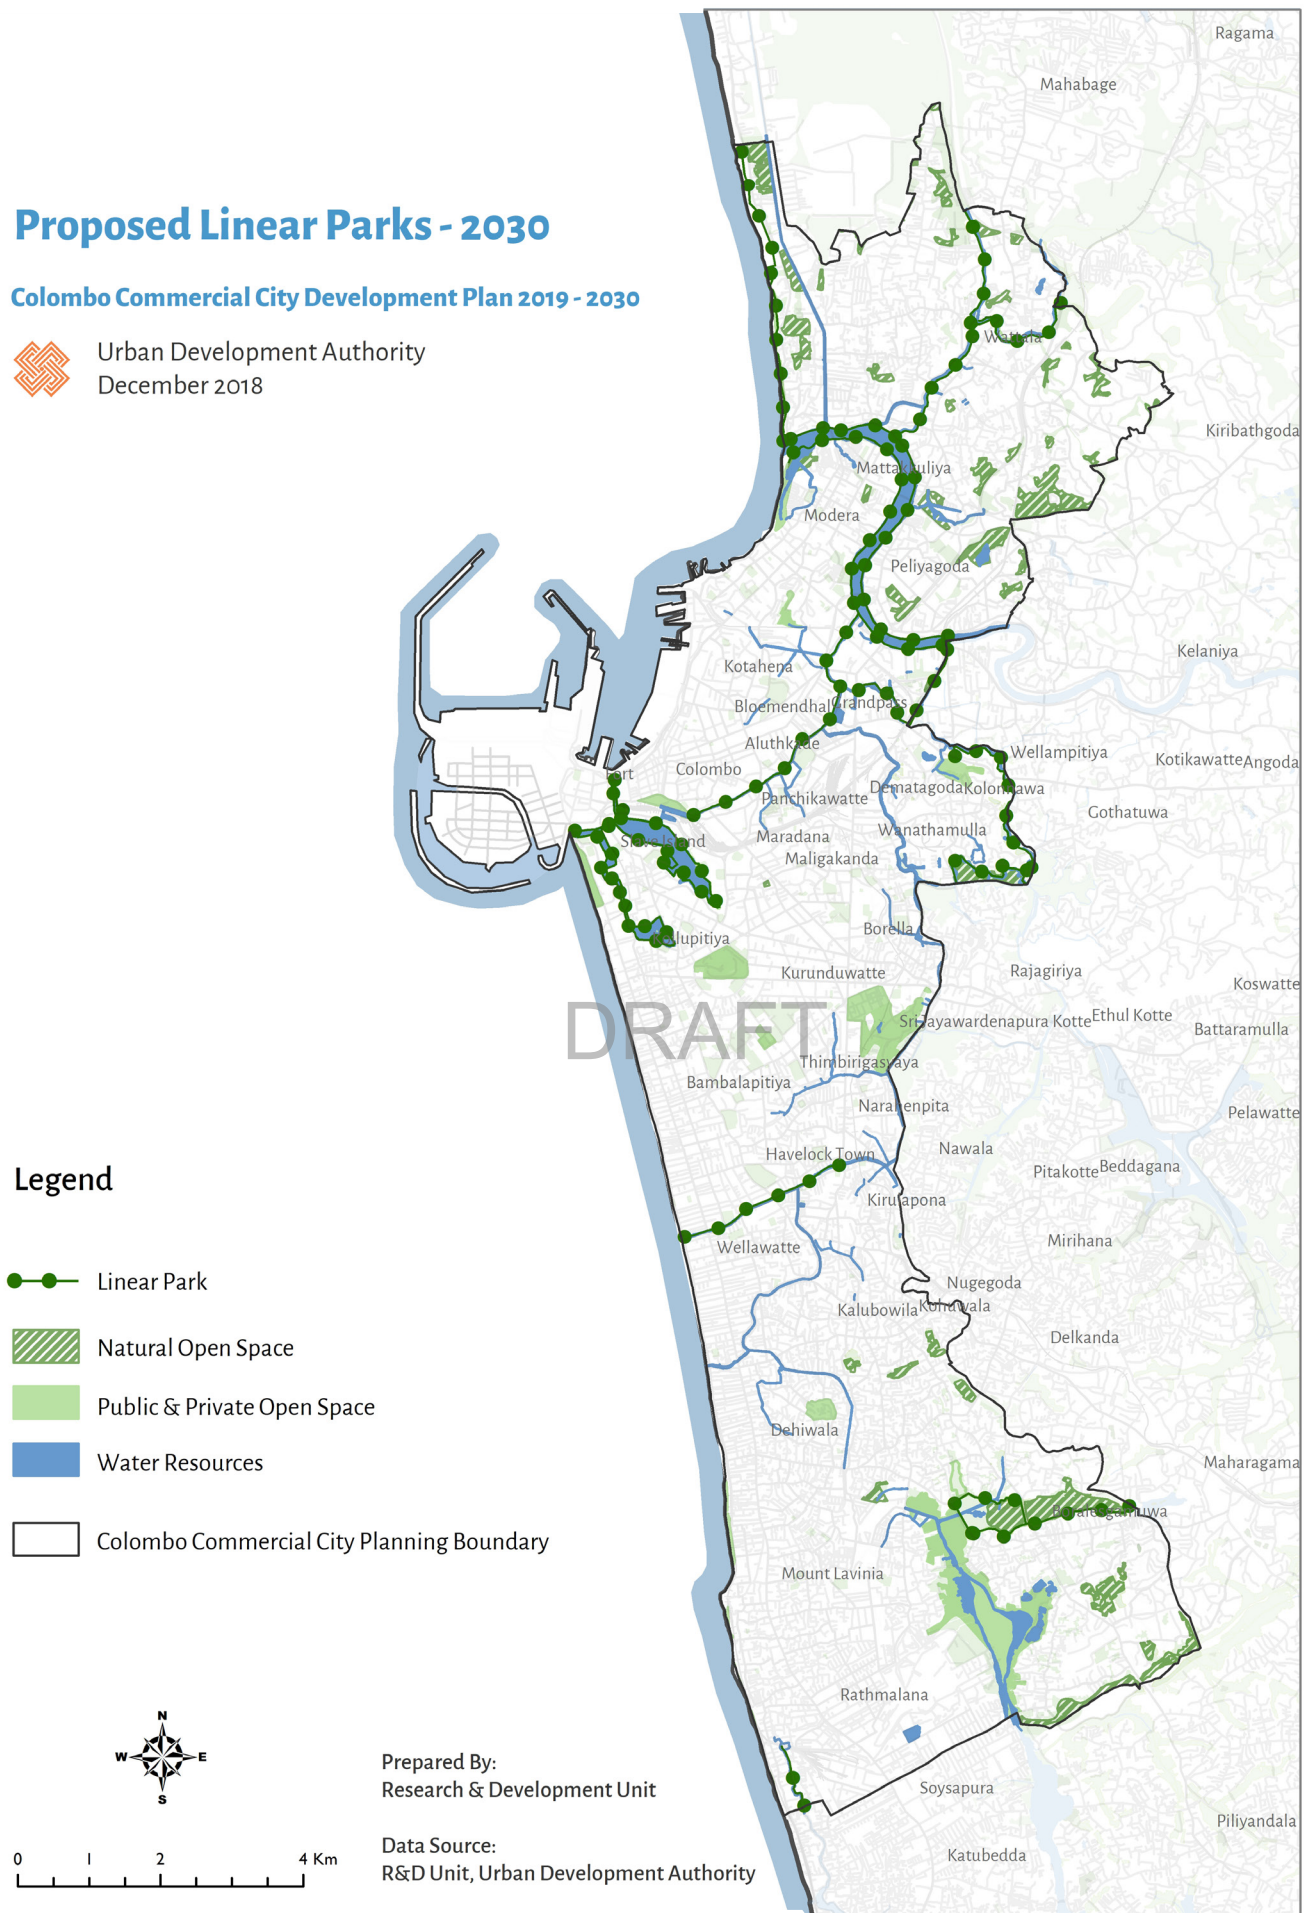 Ragama
Mahabage
Proposed Linear Parks - 2030
Colombo Commercial City Development Plan 2019 - 2030
Urban Development Authority
December 2018
Wattala
Kiribathgoda
Mattakkuliya
Modera
Peliyagoda
Kelaniya
Kotahena
Bloemendhal
Grandpass
Aluthkade
Wellampitiya
Kotikawatte
Angoda
Fort
Colombo
Panchikawatte
Dematagoda
Kolonnawa
Gothatuwa
Maradana
Wanathamulla
Slave Island
Maligakanda
Borella
Kollupitiya
Kurunduwatte
Rajagiriya
Koswatte
DRAFT
Sri Jayawardenapura Kotte
Ethul Kotte
Battaramulla
Thimbirigasyaya
Bambalapitiya
Narahenpita
Pelawatte
Havelock Town
Nawala
Pitakotte
Beddagana
Legend
Kirulapona
Wellawatte
Mirihana
Linear Park
Nugegoda
Kalubowila
Kohuwala
Natural Open Space
Delkanda
Public & Private Open Space
Dehiwala
Water Resources
Maharagama
Boralesgamuwa
Colombo Commercial City Planning Boundary
Mount Lavinia
Rathmalana
N
W
E
S
Prepared By:
Research & Development Unit
Soysapura
Piliyandala
Data Source:
R&D Unit, Urban Development Authority
Katubedda
0 1 2 4 Km